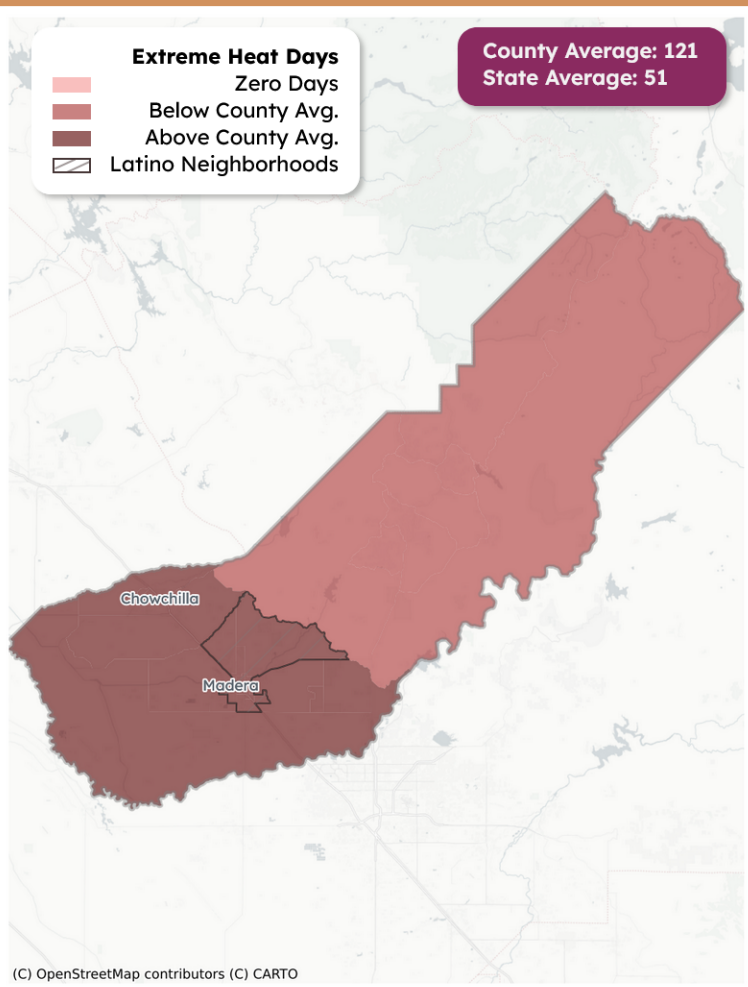 Extreme Heat Days
Zero Days
Below County Avg.
Above County Avg.
Latino Neighborhoods
County Average: 121
State Average: 51
Chowchilla
Madera
(C) OpenStreetMap contributors (C) CARTO